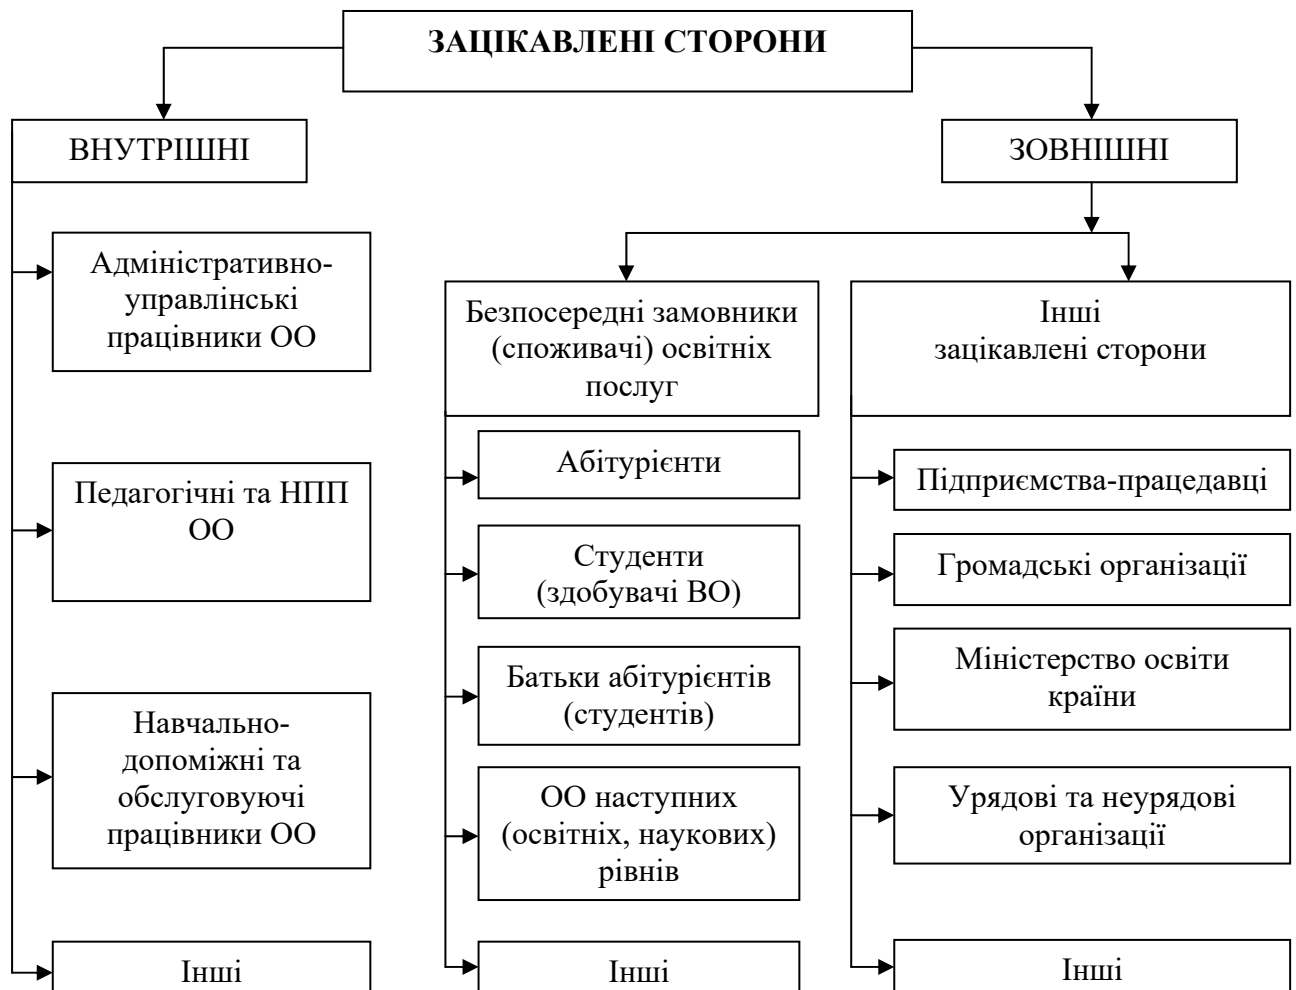 ЗАЦІКАВЛЕНІ СТОРОНИ
ВНУТРІШНІ
Адміністративно-
управлінські
працівники ОО
Педагогічні та НПП
ОО
Навчально-
допоміжні та
обслуговуючі
працівники ОО
Інші
ЗОВНІШНІ
Безпосередні замовники
(споживачі) освітніх
послуг
Абітурієнти
Студенти
(здобувачі ВО)
Батьки абітурієнтів
(студентів)
ОО наступних
(освітніх, наукових)
рівнів
Інші
Інші
зацікавлені сторони
Підприємства-працедавці
Громадські організації
Міністерство освіти
країни
Урядові та неурядові
організації
Інші